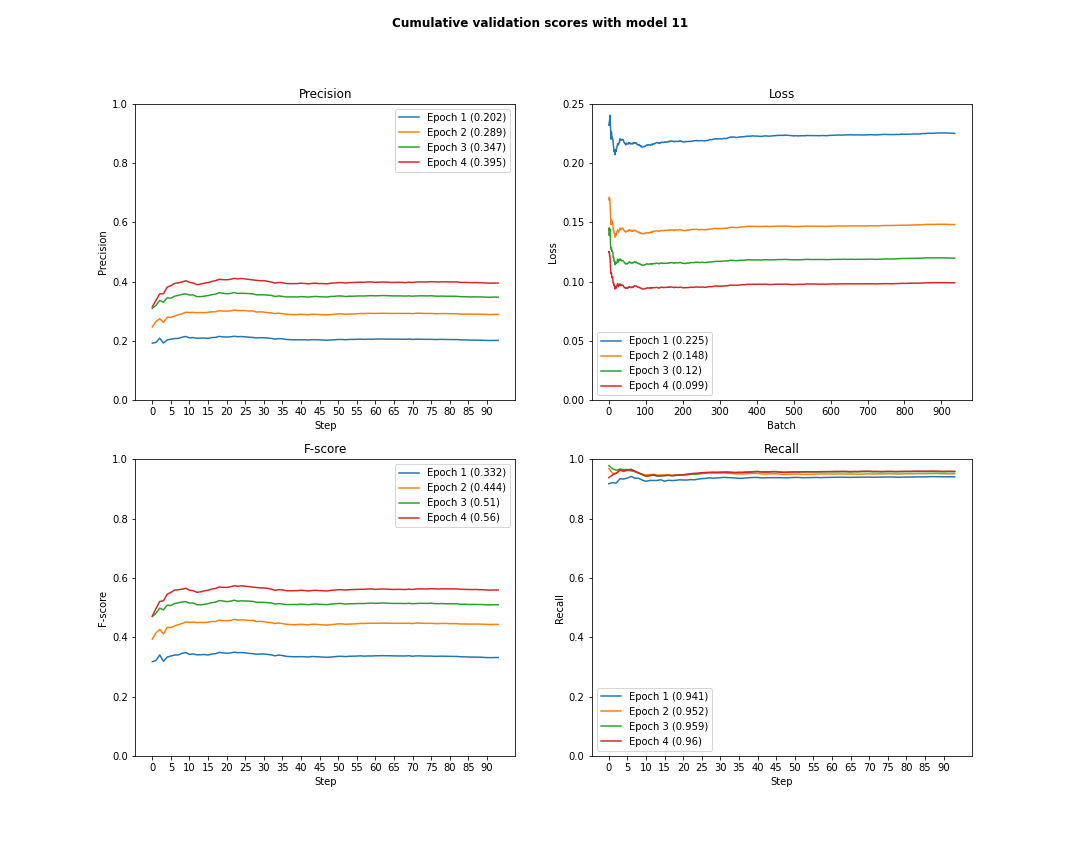 Cumulative validation scores with model 11
Precision
1.0
0.8
0.6
0.4
0.2
0.0
Precision
Epoch 1 (0.202)
Epoch 2 (0.289)
Epoch 3 (0.347)
Epoch 4 (0.395)
0 5 10 15 20 25 30 35 40 45 50 55 60 65 70 75 80 85 90
Step
Loss
0.25
0.20
0.15
0.10
0.05
0.00
Loss
Epoch 1 (0.225)
Epoch 2 (0.148)
Epoch 3 (0.12)
Epoch 4 (0.099)
0 100 200 300 400 500 600 700 800 900
Batch
F-score
1.0
0.8
0.6
0.4
0.2
0.0
F-score
Epoch 1 (0.332)
Epoch 2 (0.444)
Epoch 3 (0.51)
Epoch 4 (0.56)
0 5 10 15 20 25 30 35 40 45 50 55 60 65 70 75 80 85 90
Step
Recall
1.0
0.8
0.6
0.4
0.2
0.0
Recall
Epoch 1 (0.941)
Epoch 2 (0.952)
Epoch 3 (0.959)
Epoch 4 (0.96)
0 5 10 15 20 25 30 35 40 45 50 55 60 65 70 75 80 85 90
Step